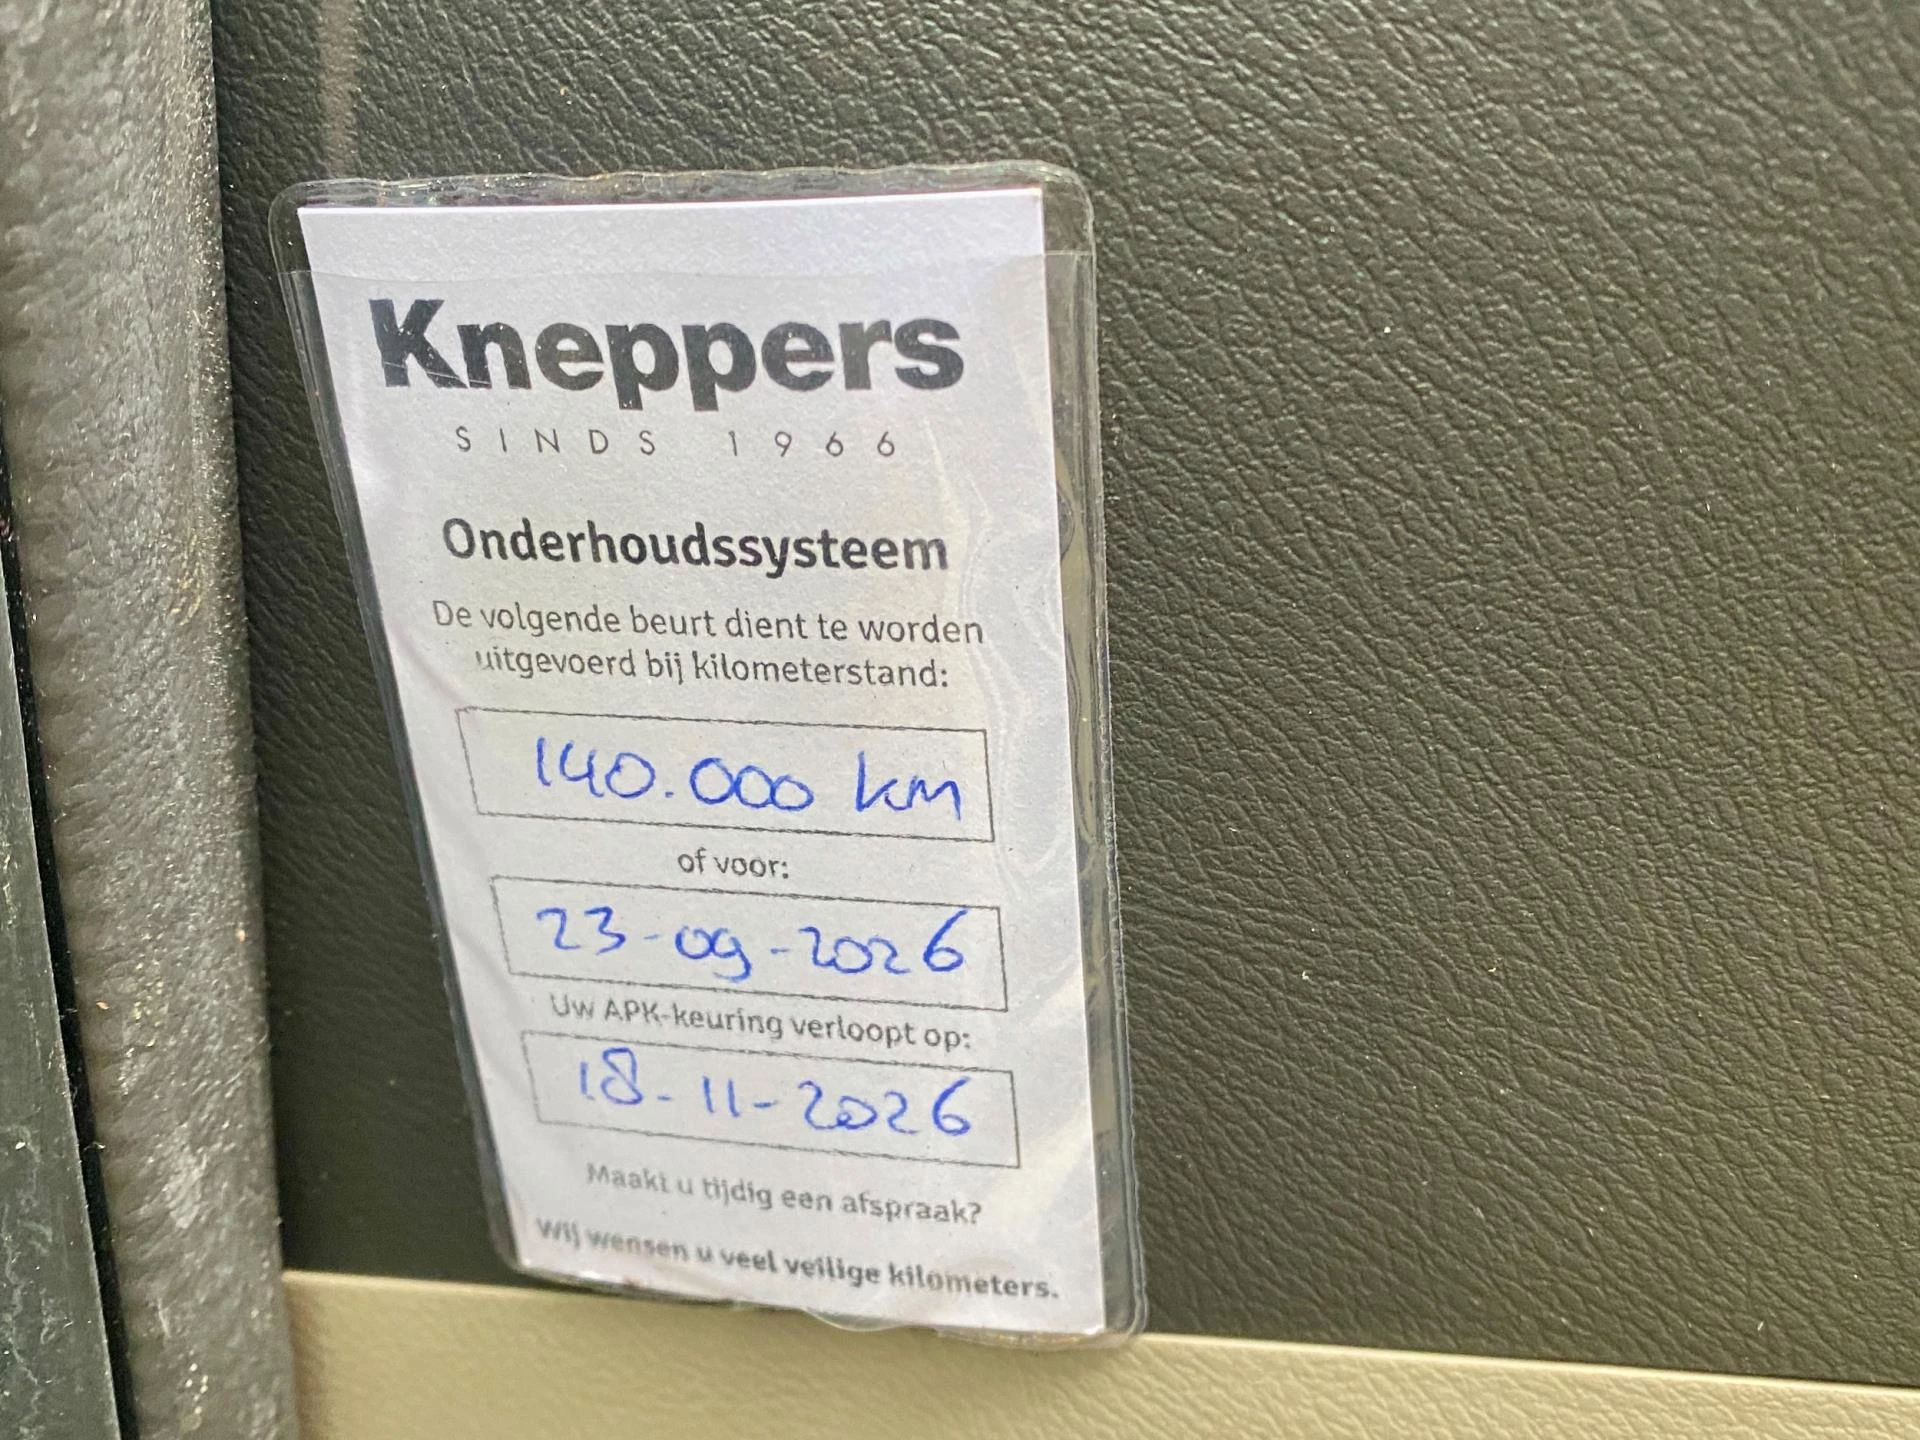 Kneppers
SINDS 1966
Onderhoudssysteem
De volgende beurt dient te worden
uitgevoerd bij kilometerstand:
140.000 km
of voor:
23-09-2026
Uw APK-keuring verloopt op:
18-11-2026
Maakt u tijdig een afspraak?
Wij wensen u veel veilige kilometers.